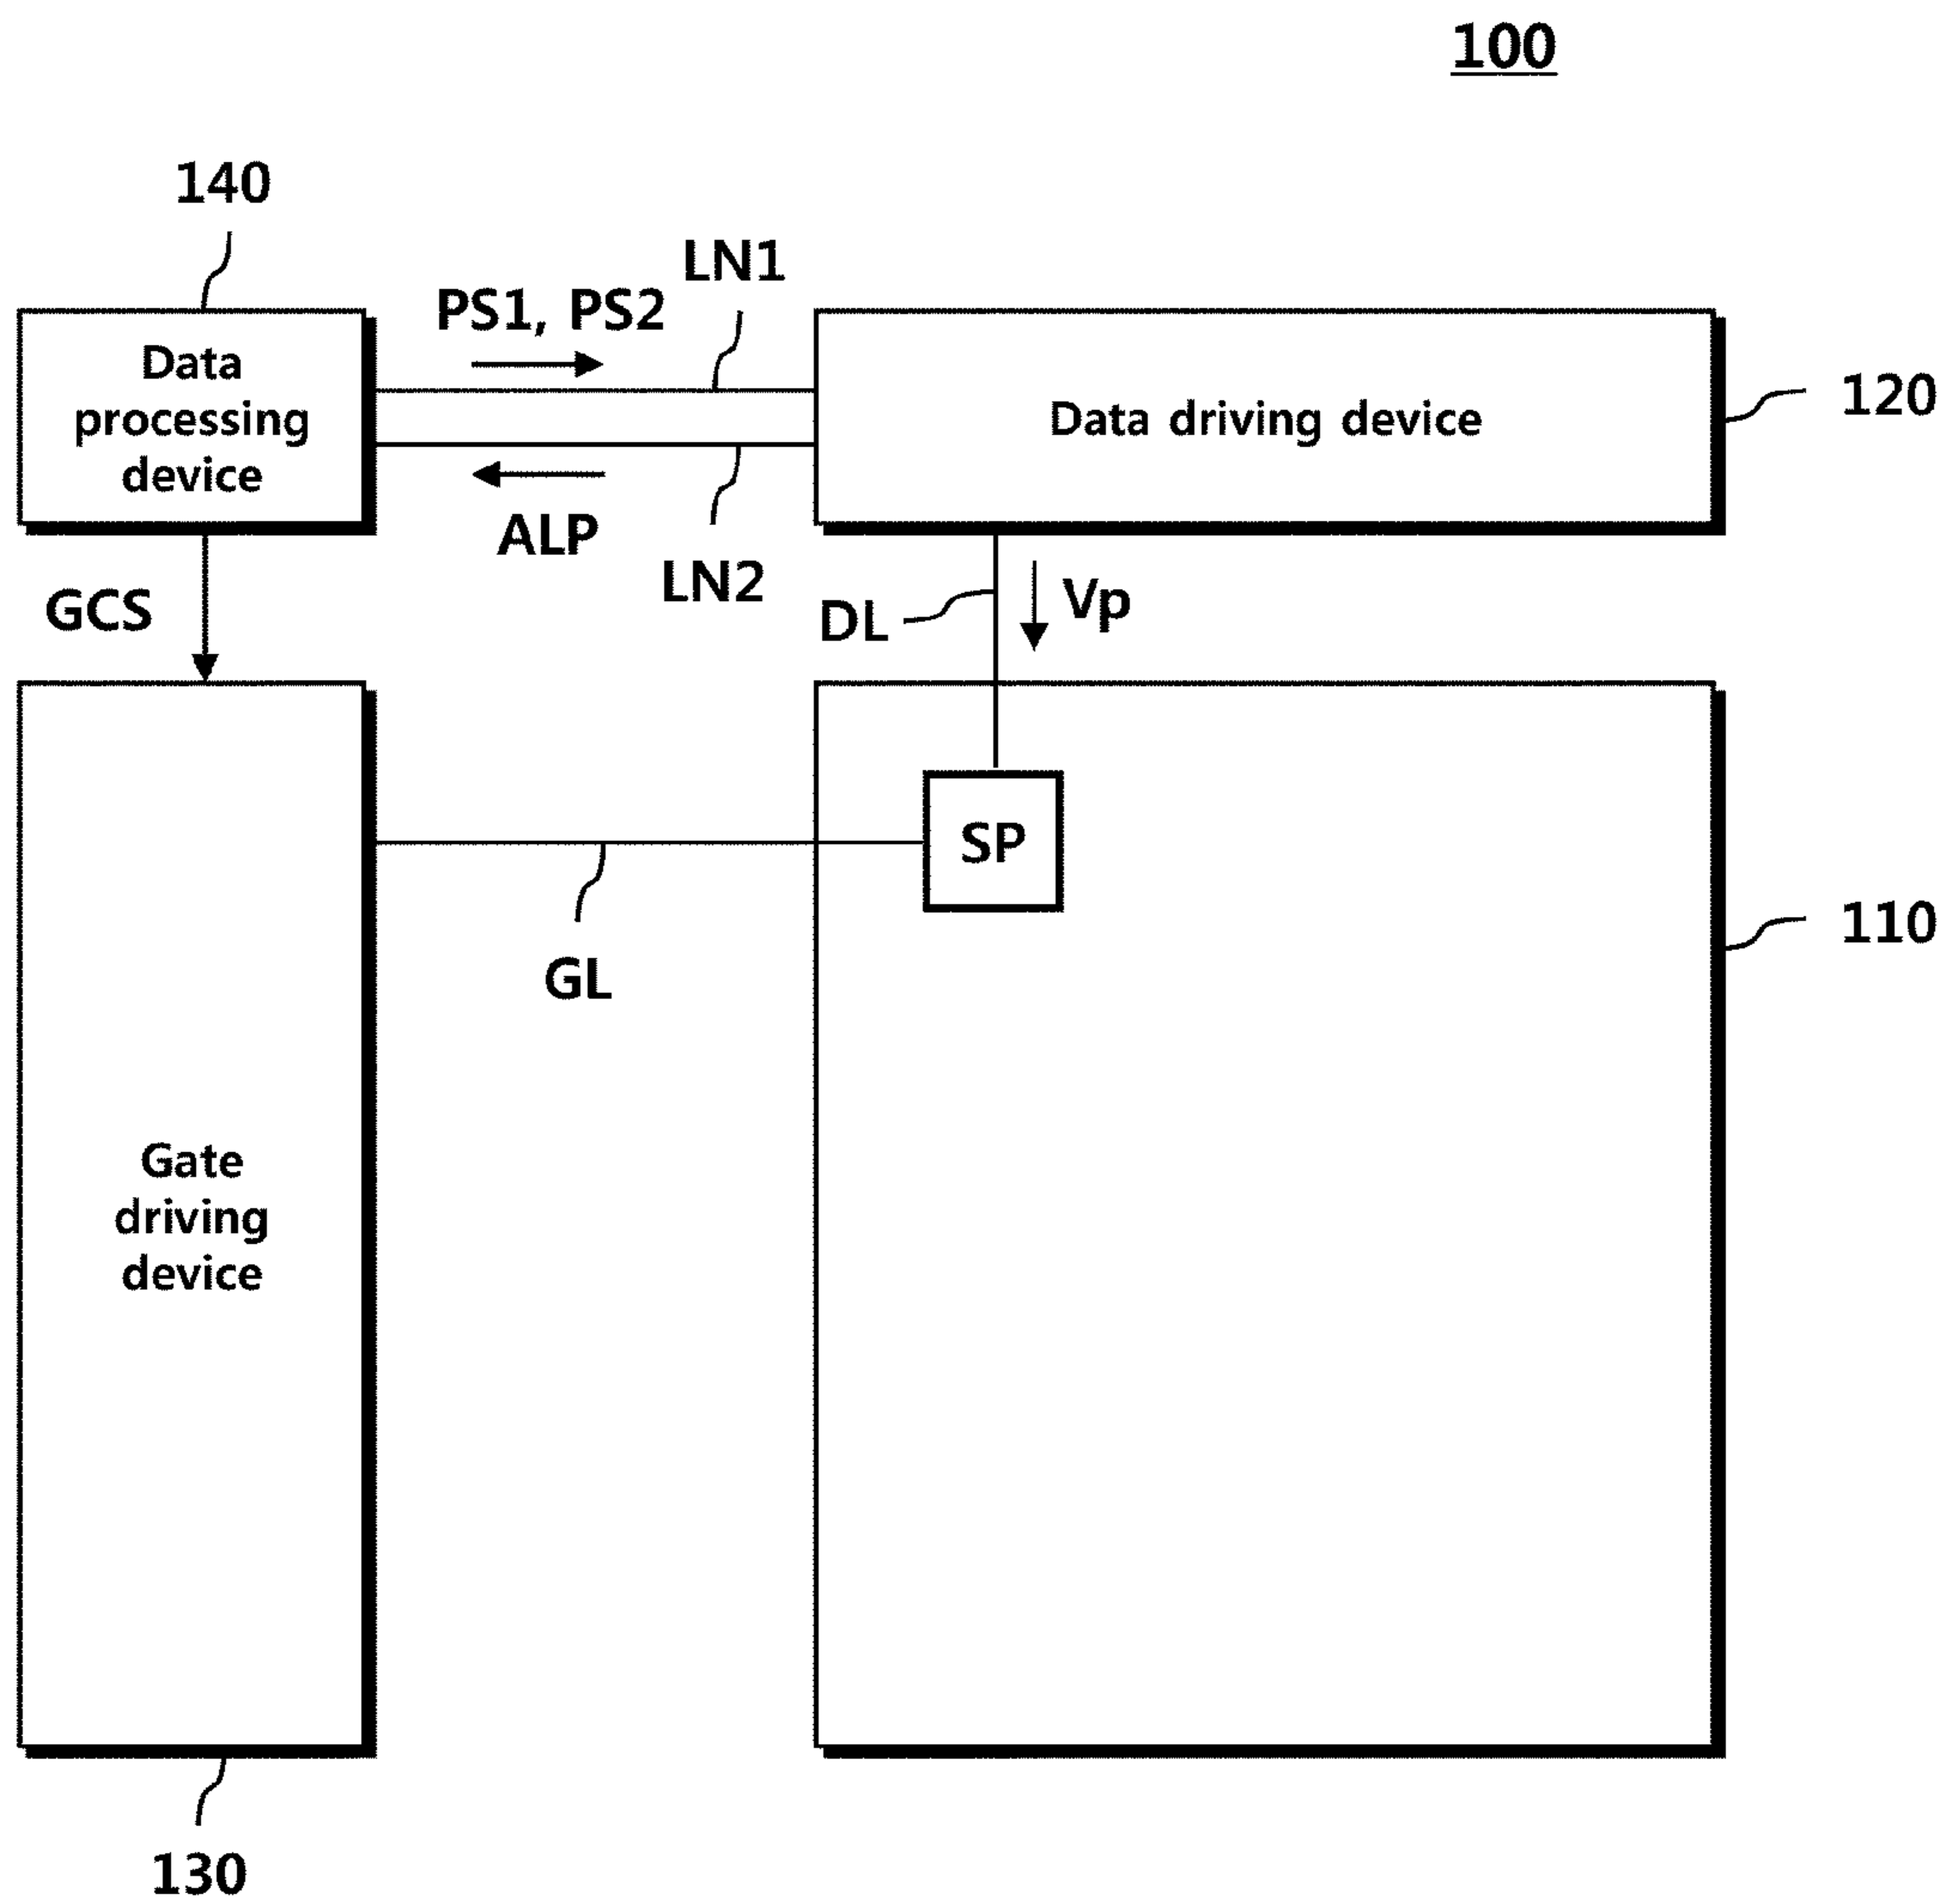 100
140
LN1
PS1, PS2
Data
processing
device
Data driving device
120
ALP
LN2
GCS
DL
Vp
SP
110
GL
Gate
driving
device
130